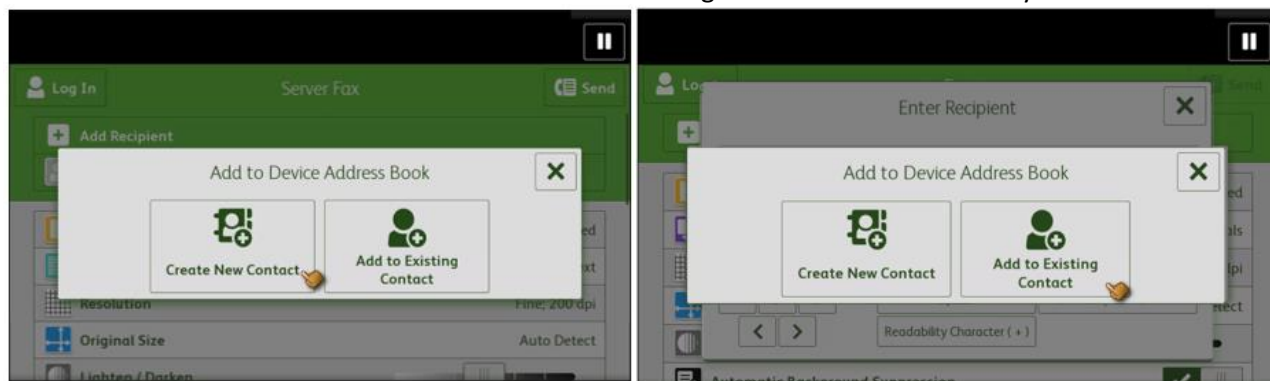 Log In
Server Fax
Send
Add Recipient
Add to Device Address Book
Create New Contact
Add to Existing
Contact
Resolution
Fine; 200 dpi
Original Size
Auto Detect
Lighten / Darken
Enter Recipient
Add to Device Address Book
Create New Contact
Add to Existing
Contact
Readability Character ( + )
Automatic Background Suppression